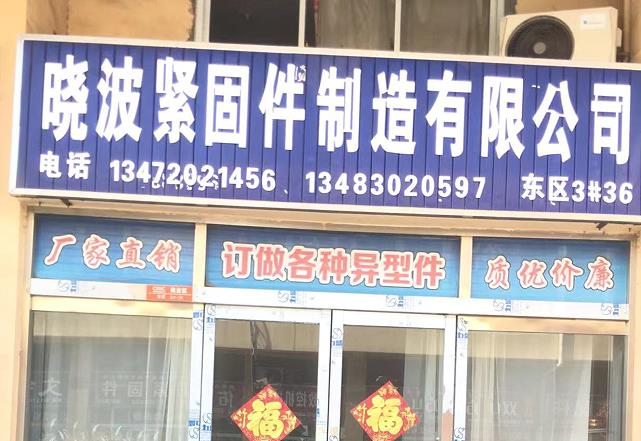 晓波紧固件制造有限公司
电话 13472021456 13483020597 东区3#36
厂家直销 订做各种异型件 质优价廉
福 福